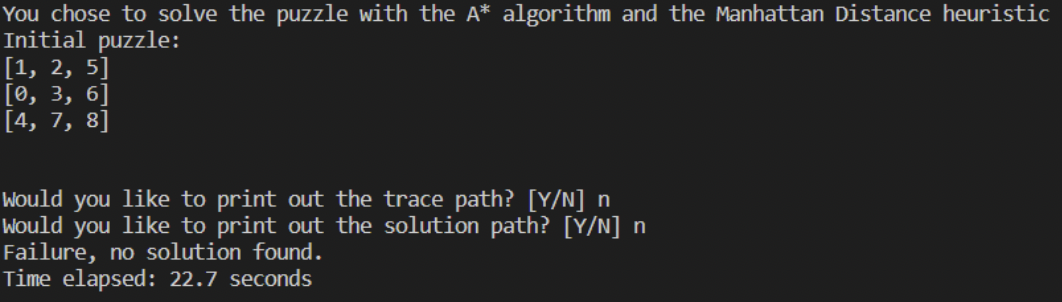 You chose to solve the puzzle with the A* algorithm and the Manhattan Distance heuristic
Initial puzzle:
[1, 2, 5]
[0, 3, 6]
[4, 7, 8]
Would you like to print out the trace path? [Y/N] n
Would you like to print out the solution path? [Y/N] n
Failure, no solution found.
Time elapsed: 22.7 seconds